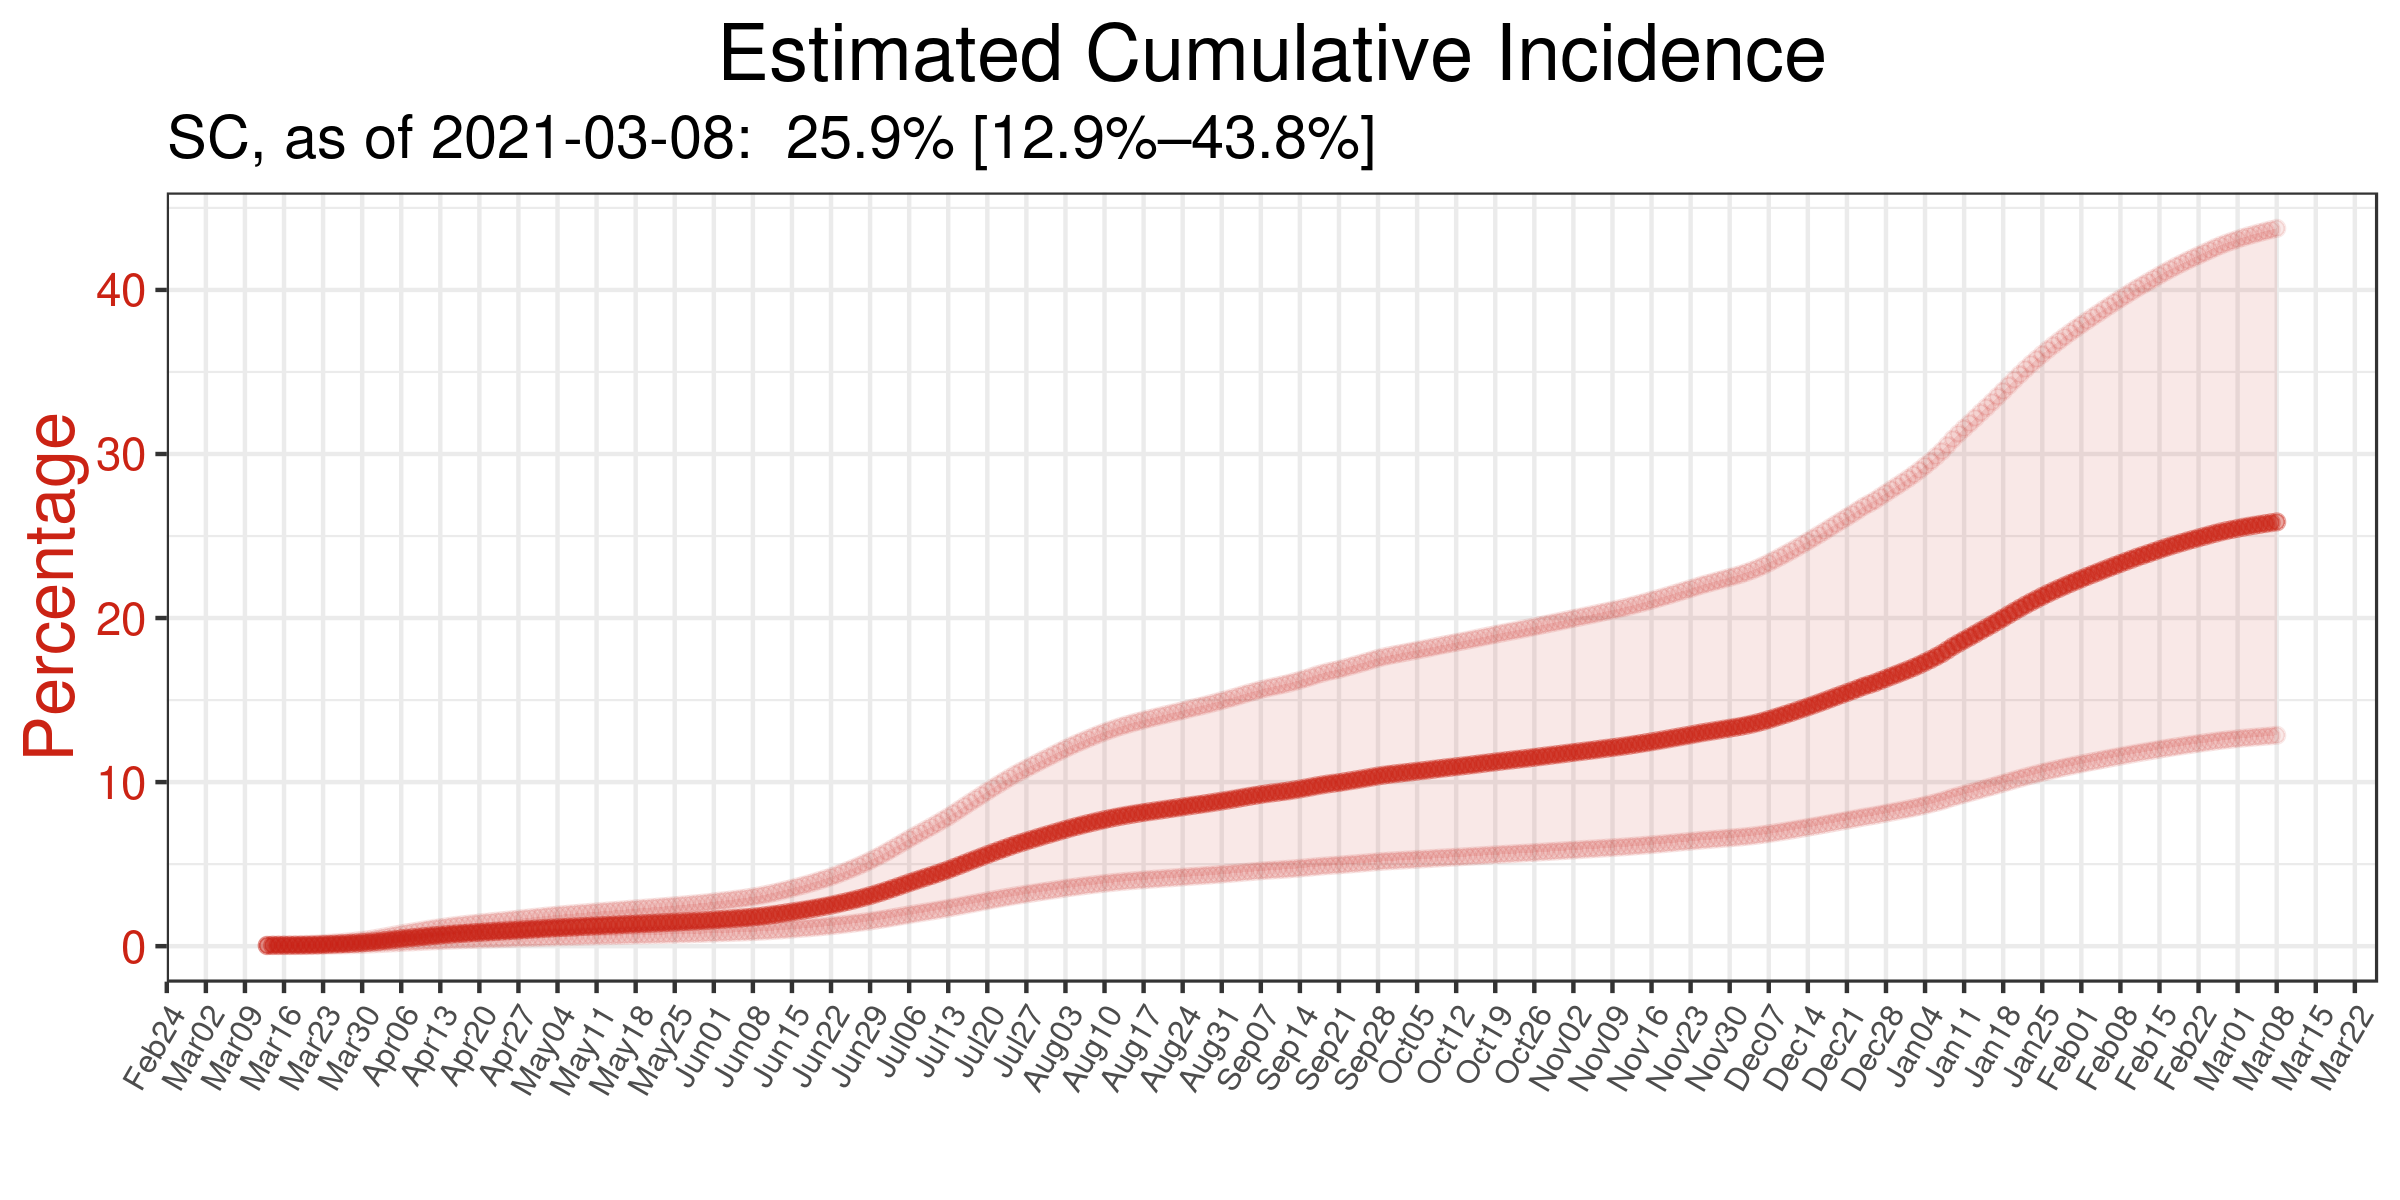 Estimated Cumulative Incidence
SC, as of 2021-03-08:  25.9% [12.9%–43.8%]
Percentage
40
30
20
10
0
Feb24
Mar02
Mar09
Mar16
Mar23
Mar30
Apr06
Apr13
Apr20
Apr27
May04
May11
May18
May25
Jun01
Jun08
Jun15
Jun22
Jun29
Jul06
Jul13
Jul20
Jul27
Aug03
Aug10
Aug17
Aug24
Aug31
Sep07
Sep14
Sep21
Sep28
Oct05
Oct12
Oct19
Oct26
Nov02
Nov09
Nov16
Nov23
Nov30
Dec07
Dec14
Dec21
Dec28
Jan04
Jan11
Jan18
Jan25
Feb01
Feb08
Feb15
Feb22
Mar01
Mar08
Mar15
Mar22